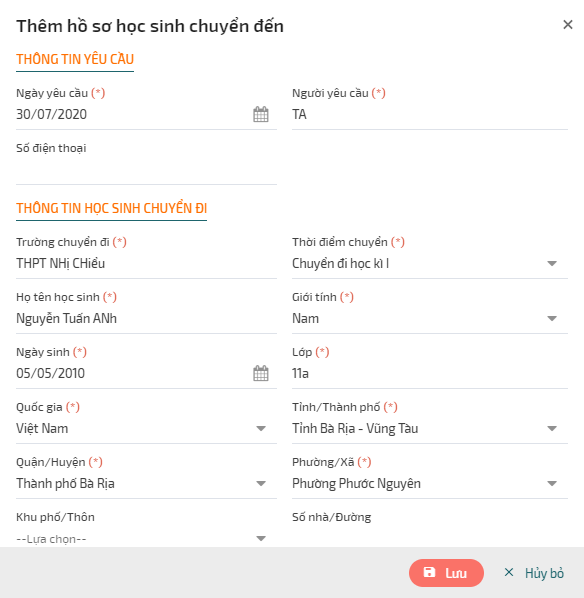 Thêm hồ sơ học sinh chuyển đến
THÔNG TIN YÊU CẦU
Ngày yêu cầu (*) Người yêu cầu (*)
30/07/2020 TA
Số điện thoại
THÔNG TIN HỌC SINH CHUYỂN ĐI
Trường chuyển đi (*) Thời điểm chuyển (*)
THPT NHị CHiểu Chuyển đi học kì I
Họ tên học sinh (*) Giới tính (*)
Nguyễn Tuấn ANh Nam
Ngày sinh (*) Lớp (*)
05/05/2010 11a
Quốc gia (*) Tỉnh/Thành phố (*)
Việt Nam Tỉnh Bà Rịa - Vũng Tàu
Quận/Huyện (*) Phường/Xã (*)
Thành phố Bà Rịa Phường Phước Nguyên
Khu phố/Thôn Số nhà/Đường
--Lựa chọn--
Lưu Hủy bỏ